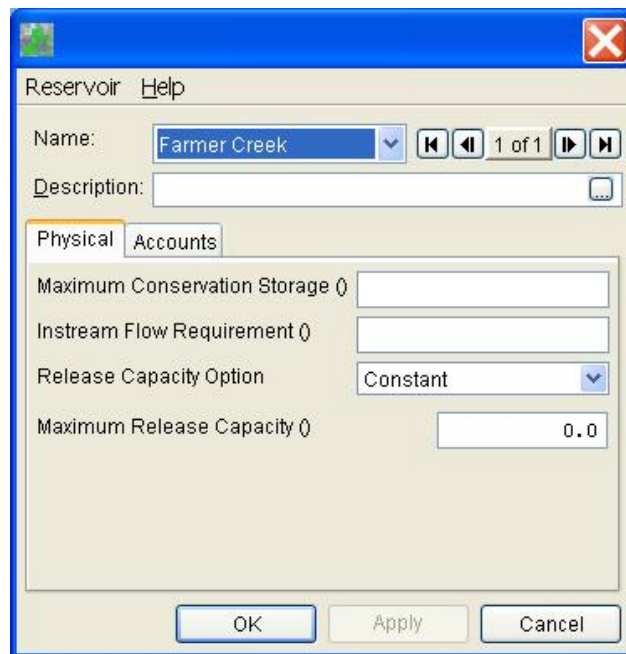 Reservoir Help
Name: Farmer Creek 1 of 1
Description: ...
Physical Accounts
Maximum Conservation Storage ()
Instream Flow Requirement ()
Release Capacity Option Constant
Maximum Release Capacity () 0.0
OK Apply Cancel